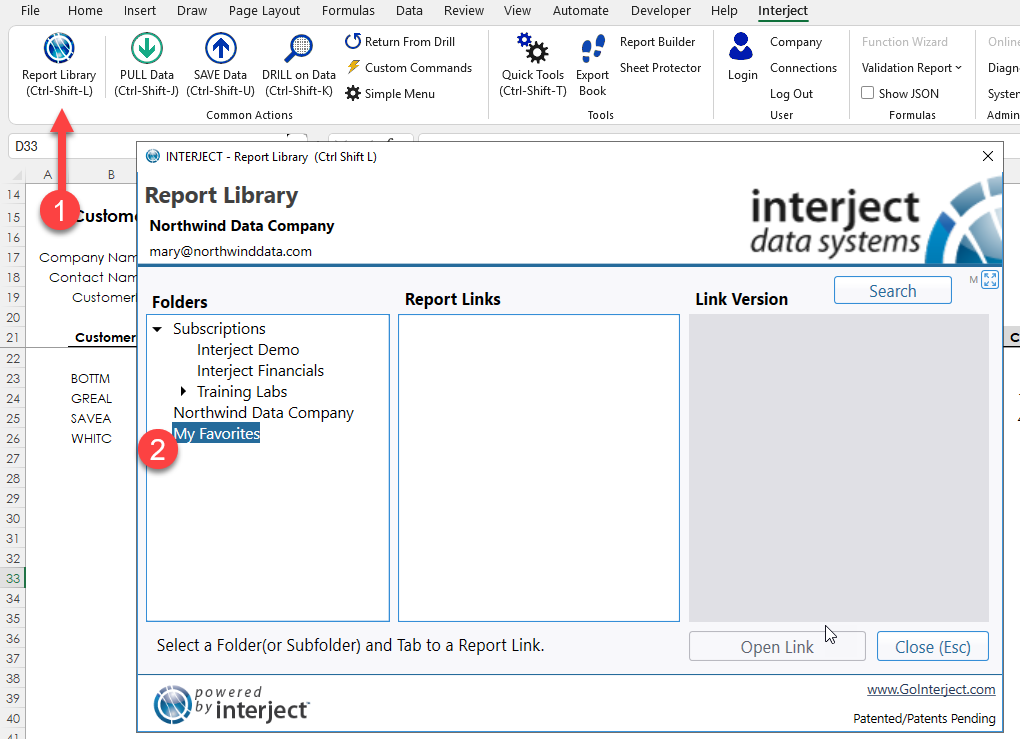 File Home Insert Draw Page Layout Formulas Data Review View Automate Developer Help Interject
Report Library
(Ctrl-Shift-L)
PULL Data
(Ctrl-Shift-J)
SAVE Data
(Ctrl-Shift-U)
DRILL on Data
(Ctrl-Shift-K)
Return From Drill
Custom Commands
Simple Menu
Common Actions
Quick Tools
(Ctrl-Shift-T)
Export
Book
Report Builder
Sheet Protector
Tools
Login
Company
Connections
Log Out
User
Function Wizard
Validation Report
Show JSON
Formulas
Online
Diagn
System
Admin
D33
A B
14
15 Custome
16
17 Company Nam
18 Contact Nam
19 Customer
20
21 Customer C
22
23 BOTTM
24 GREAL
25 SAVEA
26 WHITC
27
28
29
30
31
32
33
34
35
36
37
38
39
40
41
1
INTERJECT - Report Library (Ctrl Shift L)
Report Library
Northwind Data Company
mary@northwinddata.com
interject
data systems
Folders
Report Links
Link Version
Search
M
Subscriptions
Interject Demo
Interject Financials
Training Labs
Northwind Data Company
2 My Favorites
Select a Folder(or Subfolder) and Tab to a Report Link.
Open Link
Close (Esc)
powered
by interject
www.GoInterject.com
Patented/Patents Pending